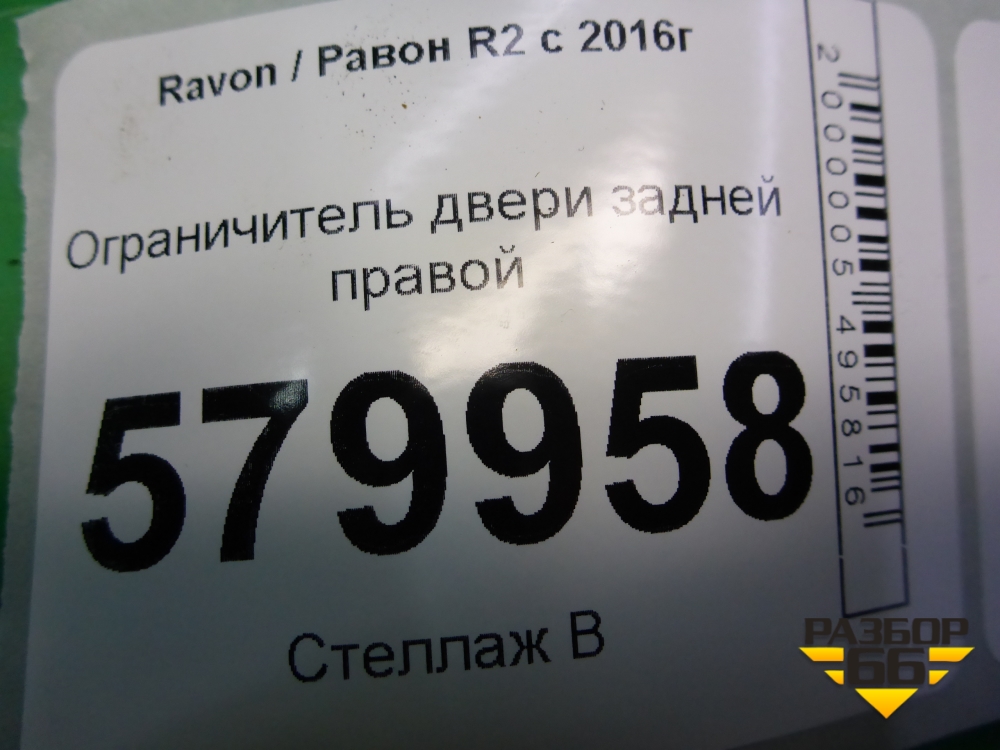 Ravon / Равон R2 с 2016г
Ограничитель двери задней
правой
579958
Стеллаж В
2000005495816
РАЗБОР
66